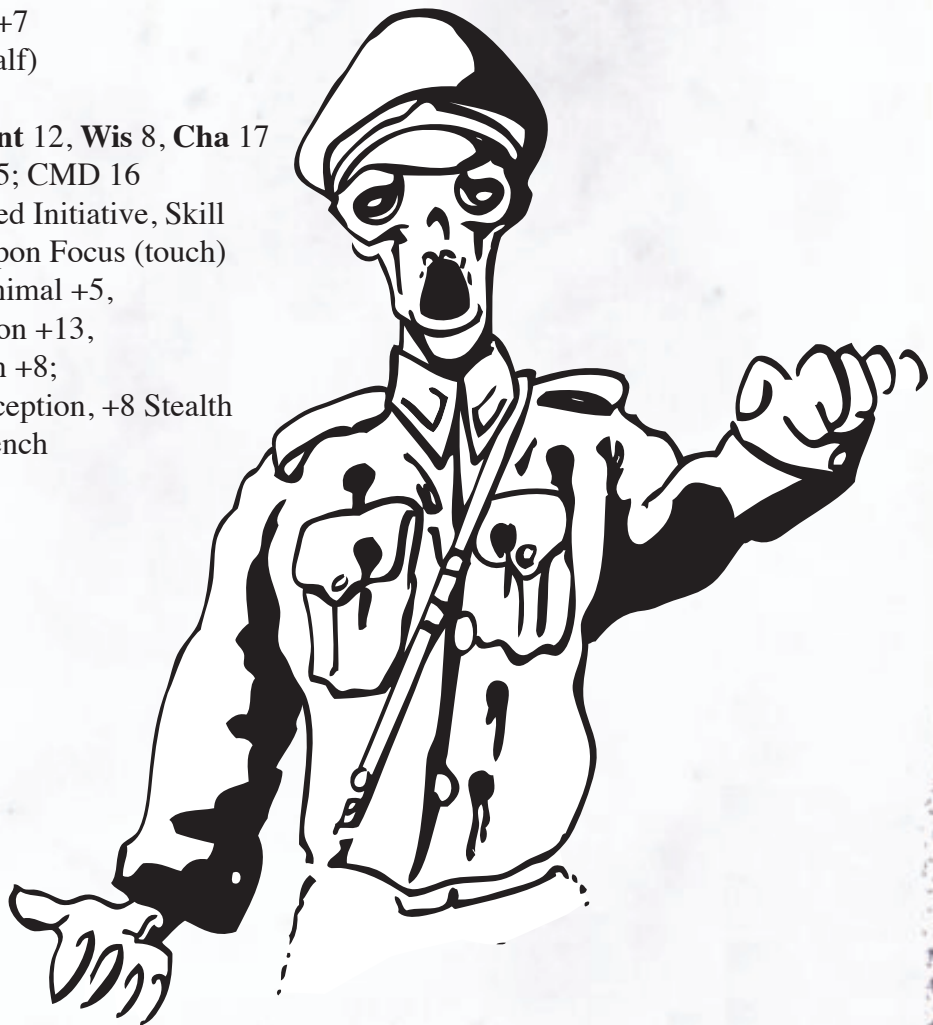 +7
alf)
nt 12, Wis 8, Cha 17
5; CMD 16
ed Initiative, Skill
pon Focus (touch)
nimal +5,
on +13,
n +8;
ception, +8 Stealth
ench